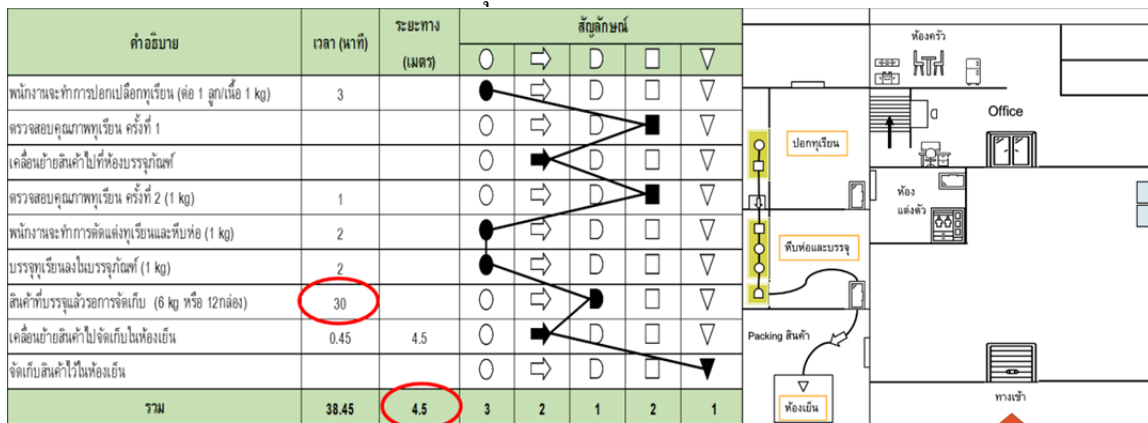 คำอธิบาย เวลา (นาที) ระยะทาง (เมตร) สัญลักษณ์
พนักงานจะทำการปอกเปลือกทุเรียน (ต่อ 1 ลูก/เนื้อ 1 kg) 3
ตรวจสอบคุณภาพทุเรียน ครั้งที่ 1
เคลื่อนย้ายสินค้าไปที่ห้องบรรจุภัณฑ์
ตรวจสอบคุณภาพทุเรียน ครั้งที่ 2 (1 kg) 1
พนักงานจะทำการตัดแต่งทุเรียนและหีบห่อ (1 kg) 2
บรรจุทุเรียนลงในบรรจุภัณฑ์ (1 kg) 2
สินค้าที่บรรจุแล้วรอการจัดเก็บ (6 kg หรือ 12กล่อง) 30
เคลื่อนย้ายสินค้าไปจัดเก็บในห้องเย็น 0.45 4.5
จัดเก็บสินค้าไว้ในห้องเย็น
รวม 38.45 4.5 3 2 1 2 1
ห้องครัว
Office
ปอกทุเรียน
ห้อง
แต่งตัว
หีบห่อและบรรจุ
Packing สินค้า
ห้องเย็น
ทางเข้า